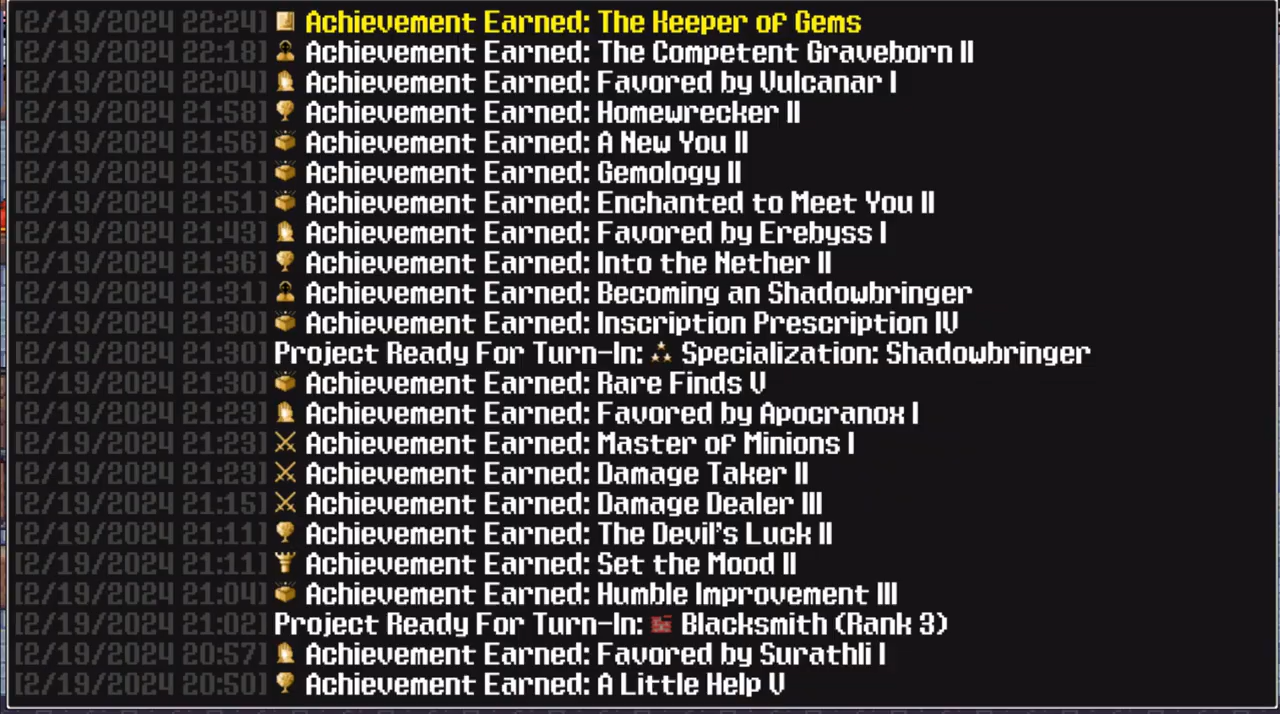 [2/19/2024 22:24] Achievement Earned: The Keeper of Gems
[2/19/2024 22:18] Achievement Earned: The Competent Graveborn II
[2/19/2024 22:04] Achievement Earned: Favored by Vulcanar I
[2/19/2024 21:58] Achievement Earned: Homewrecker II
[2/19/2024 21:56] Achievement Earned: A New You II
[2/19/2024 21:51] Achievement Earned: Gemology II
[2/19/2024 21:51] Achievement Earned: Enchanted to Meet You II
[2/19/2024 21:43] Achievement Earned: Favored by Erebyss I
[2/19/2024 21:36] Achievement Earned: Into the Nether II
[2/19/2024 21:31] Achievement Earned: Becoming an Shadowbringer
[2/19/2024 21:30] Achievement Earned: Inscription Prescription IV
[2/19/2024 21:30] Project Ready For Turn-In: Specialization: Shadowbringer
[2/19/2024 21:30] Achievement Earned: Rare Finds V
[2/19/2024 21:23] Achievement Earned: Favored by Apocranox I
[2/19/2024 21:23] Achievement Earned: Master of Minions I
[2/19/2024 21:23] Achievement Earned: Damage Taker II
[2/19/2024 21:15] Achievement Earned: Damage Dealer III
[2/19/2024 21:11] Achievement Earned: The Devil's Luck II
[2/19/2024 21:11] Achievement Earned: Set the Mood II
[2/19/2024 21:04] Achievement Earned: Humble Improvement III
[2/19/2024 21:02] Project Ready For Turn-In: Blacksmith (Rank 3)
[2/19/2024 20:57] Achievement Earned: Favored by Surathli I
[2/19/2024 20:50] Achievement Earned: A Little Help V